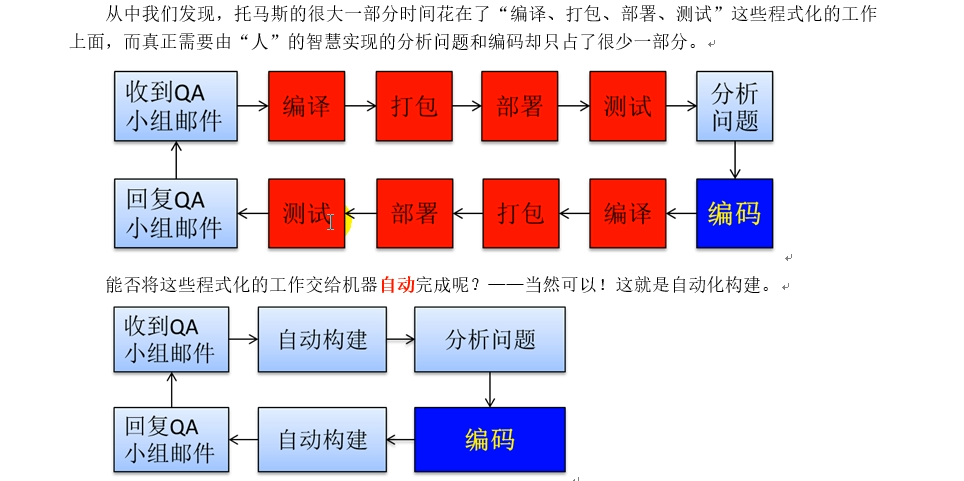 从中我们发现，托马斯的很大一部分时间花在了“编译、打包、部署、测试”这些程式化的工作
上面，而真正需要由“人”的智慧实现的分析问题和编码却只占了很少一部分。
收到QA
小组邮件
编译
打包
部署
测试
分析
问题
回复QA
小组邮件
测试
部署
打包
编译
编码
能否将这些程式化的工作交给机器自动完成呢？——当然可以！这就是自动化构建。
收到QA
小组邮件
自动构建
分析问题
回复QA
小组邮件
自动构建
编码